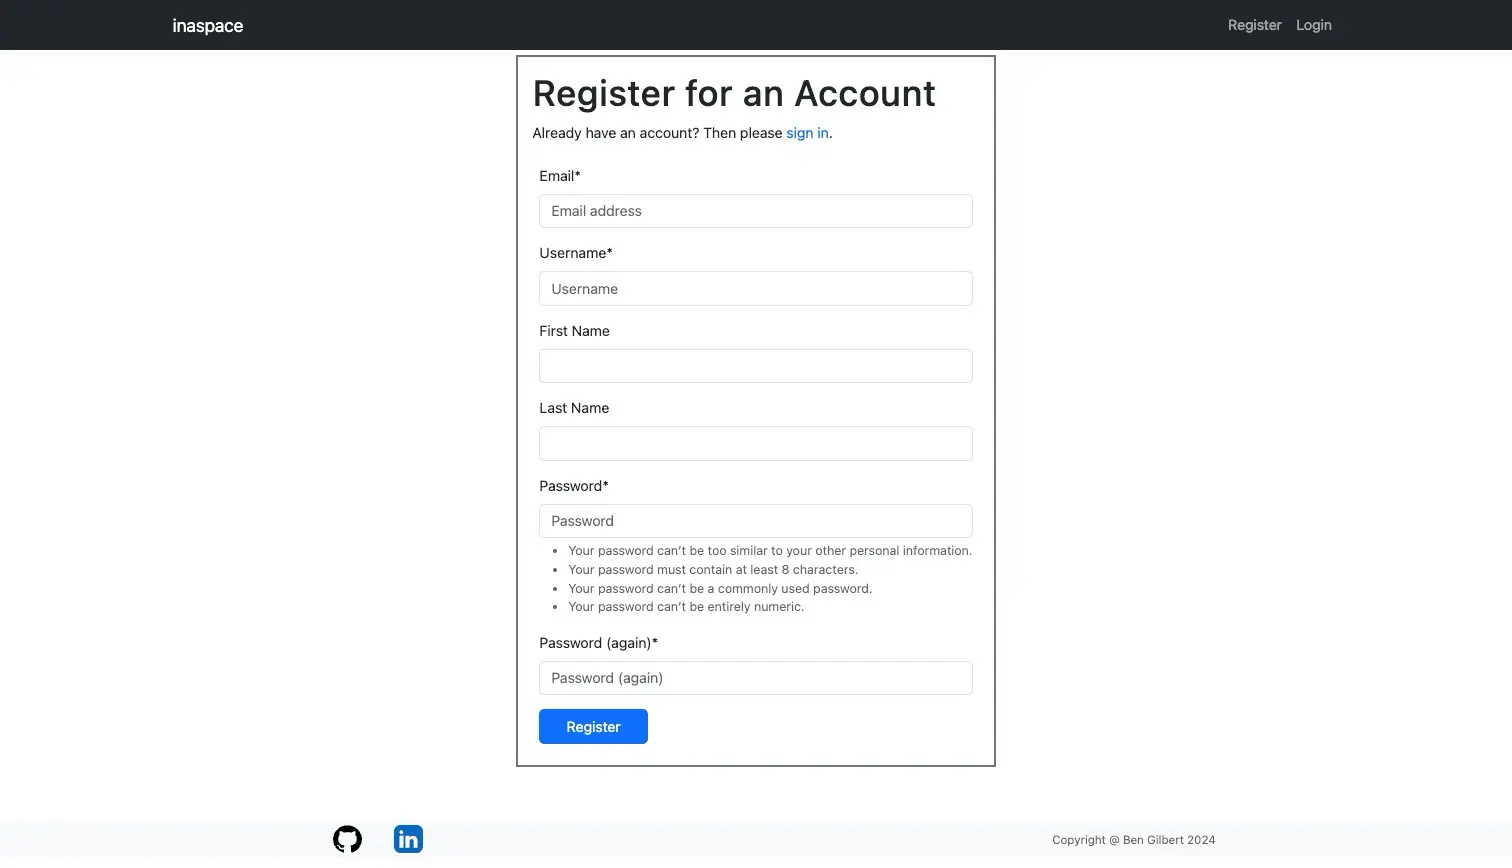 inaspace
Register Login
Register for an Account
Already have an account? Then please sign in.
Email*
Email address
Username*
Username
First Name
Last Name
Password*
Password
• Your password can't be too similar to your other personal information.
• Your password must contain at least 8 characters.
• Your password can't be a commonly used password.
• Your password can't be entirely numeric.
Password (again)*
Password (again)
Register
in
Copyright @ Ben Gilbert 2024